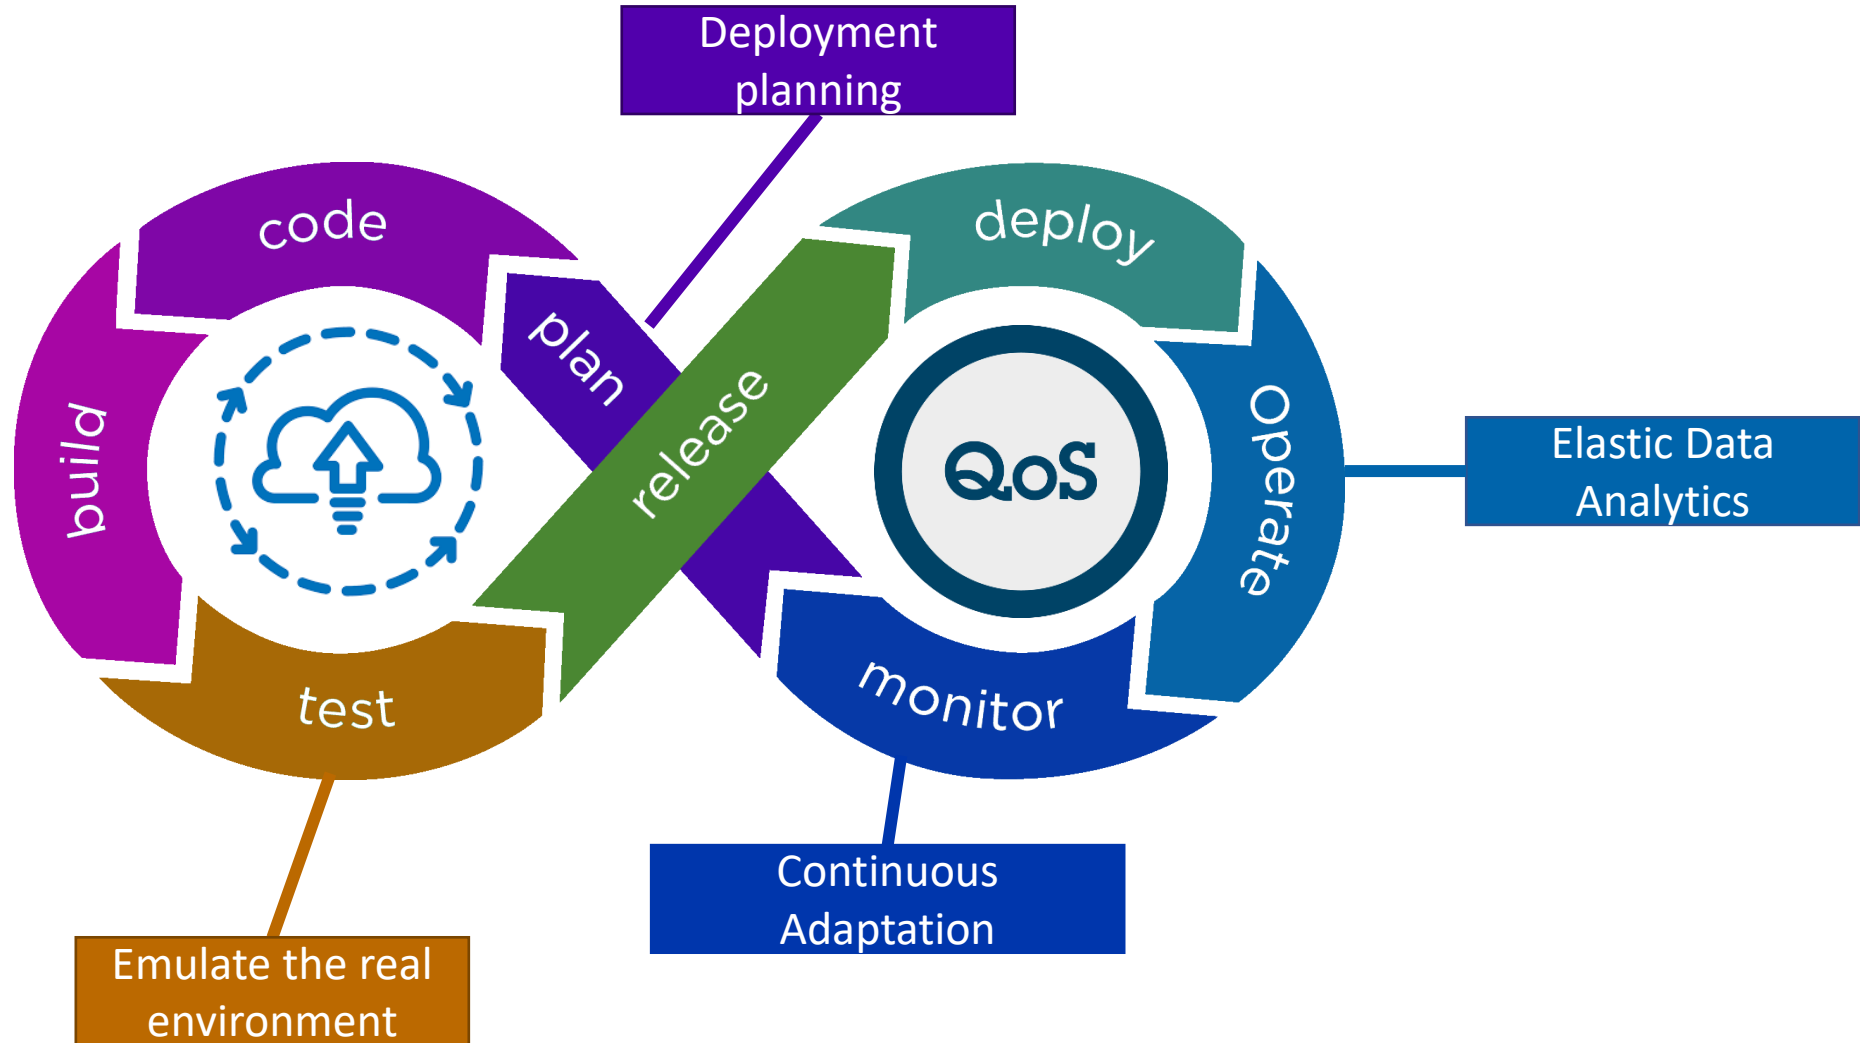 Deployment
planning
code
deploy
plan
release
build
QoS
Operate
Elastic Data
Analytics
test
monitor
Continuous
Adaptation
Emulate the real
environment